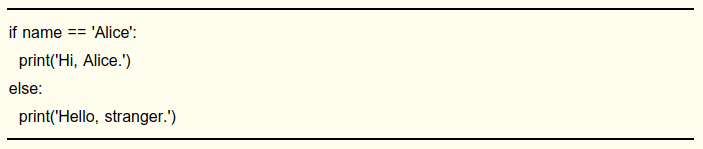 if name == 'Alice':
  print('Hi, Alice.')
else:
  print('Hello, stranger.')